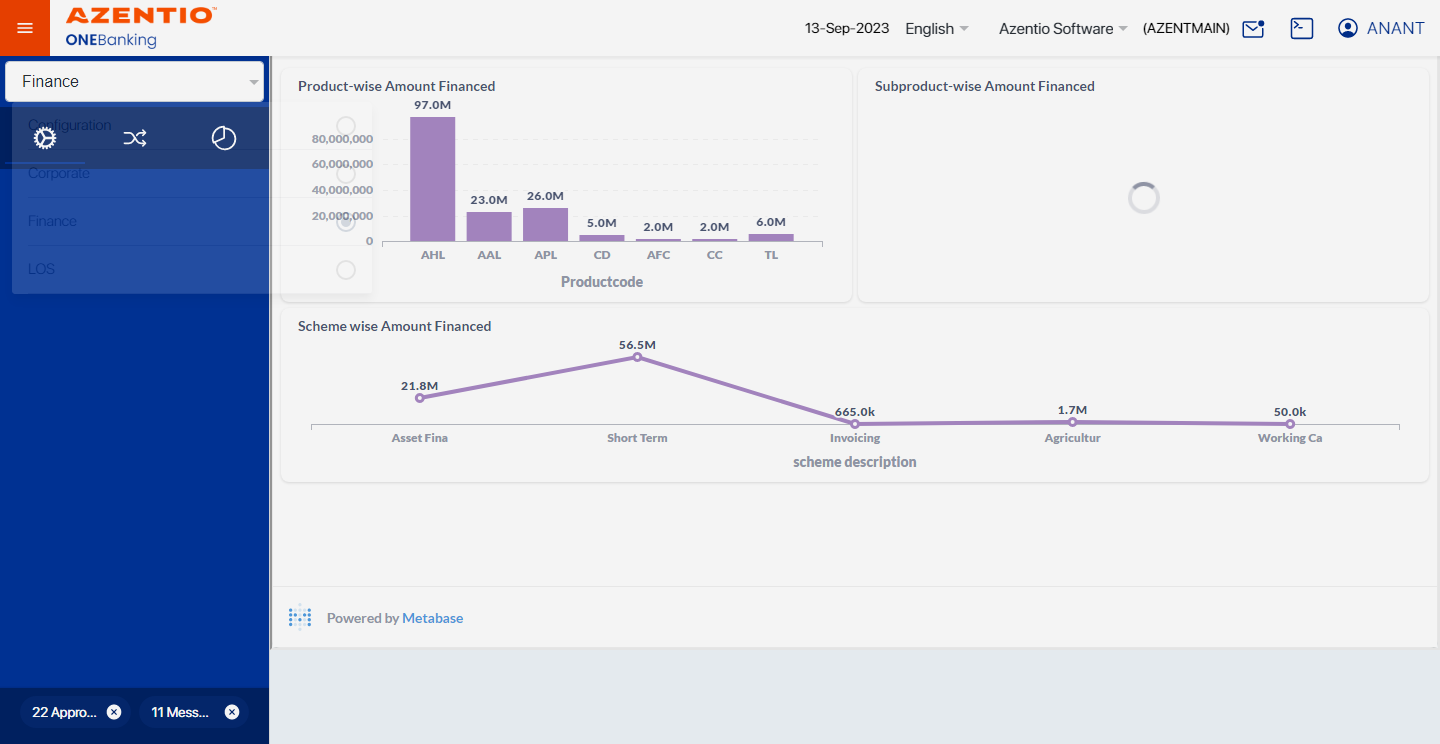 AZENTIO™
ONEBanking
13-Sep-2023 English Azentio Software (AZENTMAIN) ANANT
Finance
Configuration
Corporate
Finance
LOS
22 Appro... 11 Mess...
Product-wise Amount Financed
97.0M
80,000,000
60,000,000
40,000,000
20,000,000
0
23.0M 26.0M 5.0M 2.0M 2.0M 6.0M
AHL AAL APL CD AFC CC TL
Productcode
Subproduct-wise Amount Financed
Scheme wise Amount Financed
21.8M 56.5M 665.0k 1.7M 50.0k
Asset Fina Short Term Invoicing Agricultur Working Ca
scheme description
Powered by Metabase